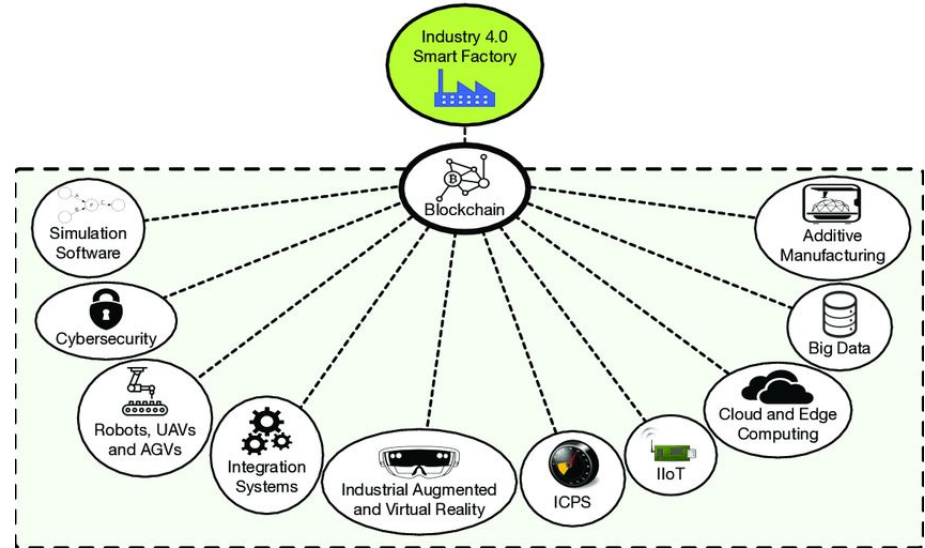 Industry 4.0
Smart Factory
B
Blockchain
Simulation
Software
Additive
Manufacturing
Cybersecurity
Big Data
Robots, UAVs
and AGVs
Cloud and Edge
Computing
Integration
Systems
Industrial Augmented
and Virtual Reality
ICPS
IIoT